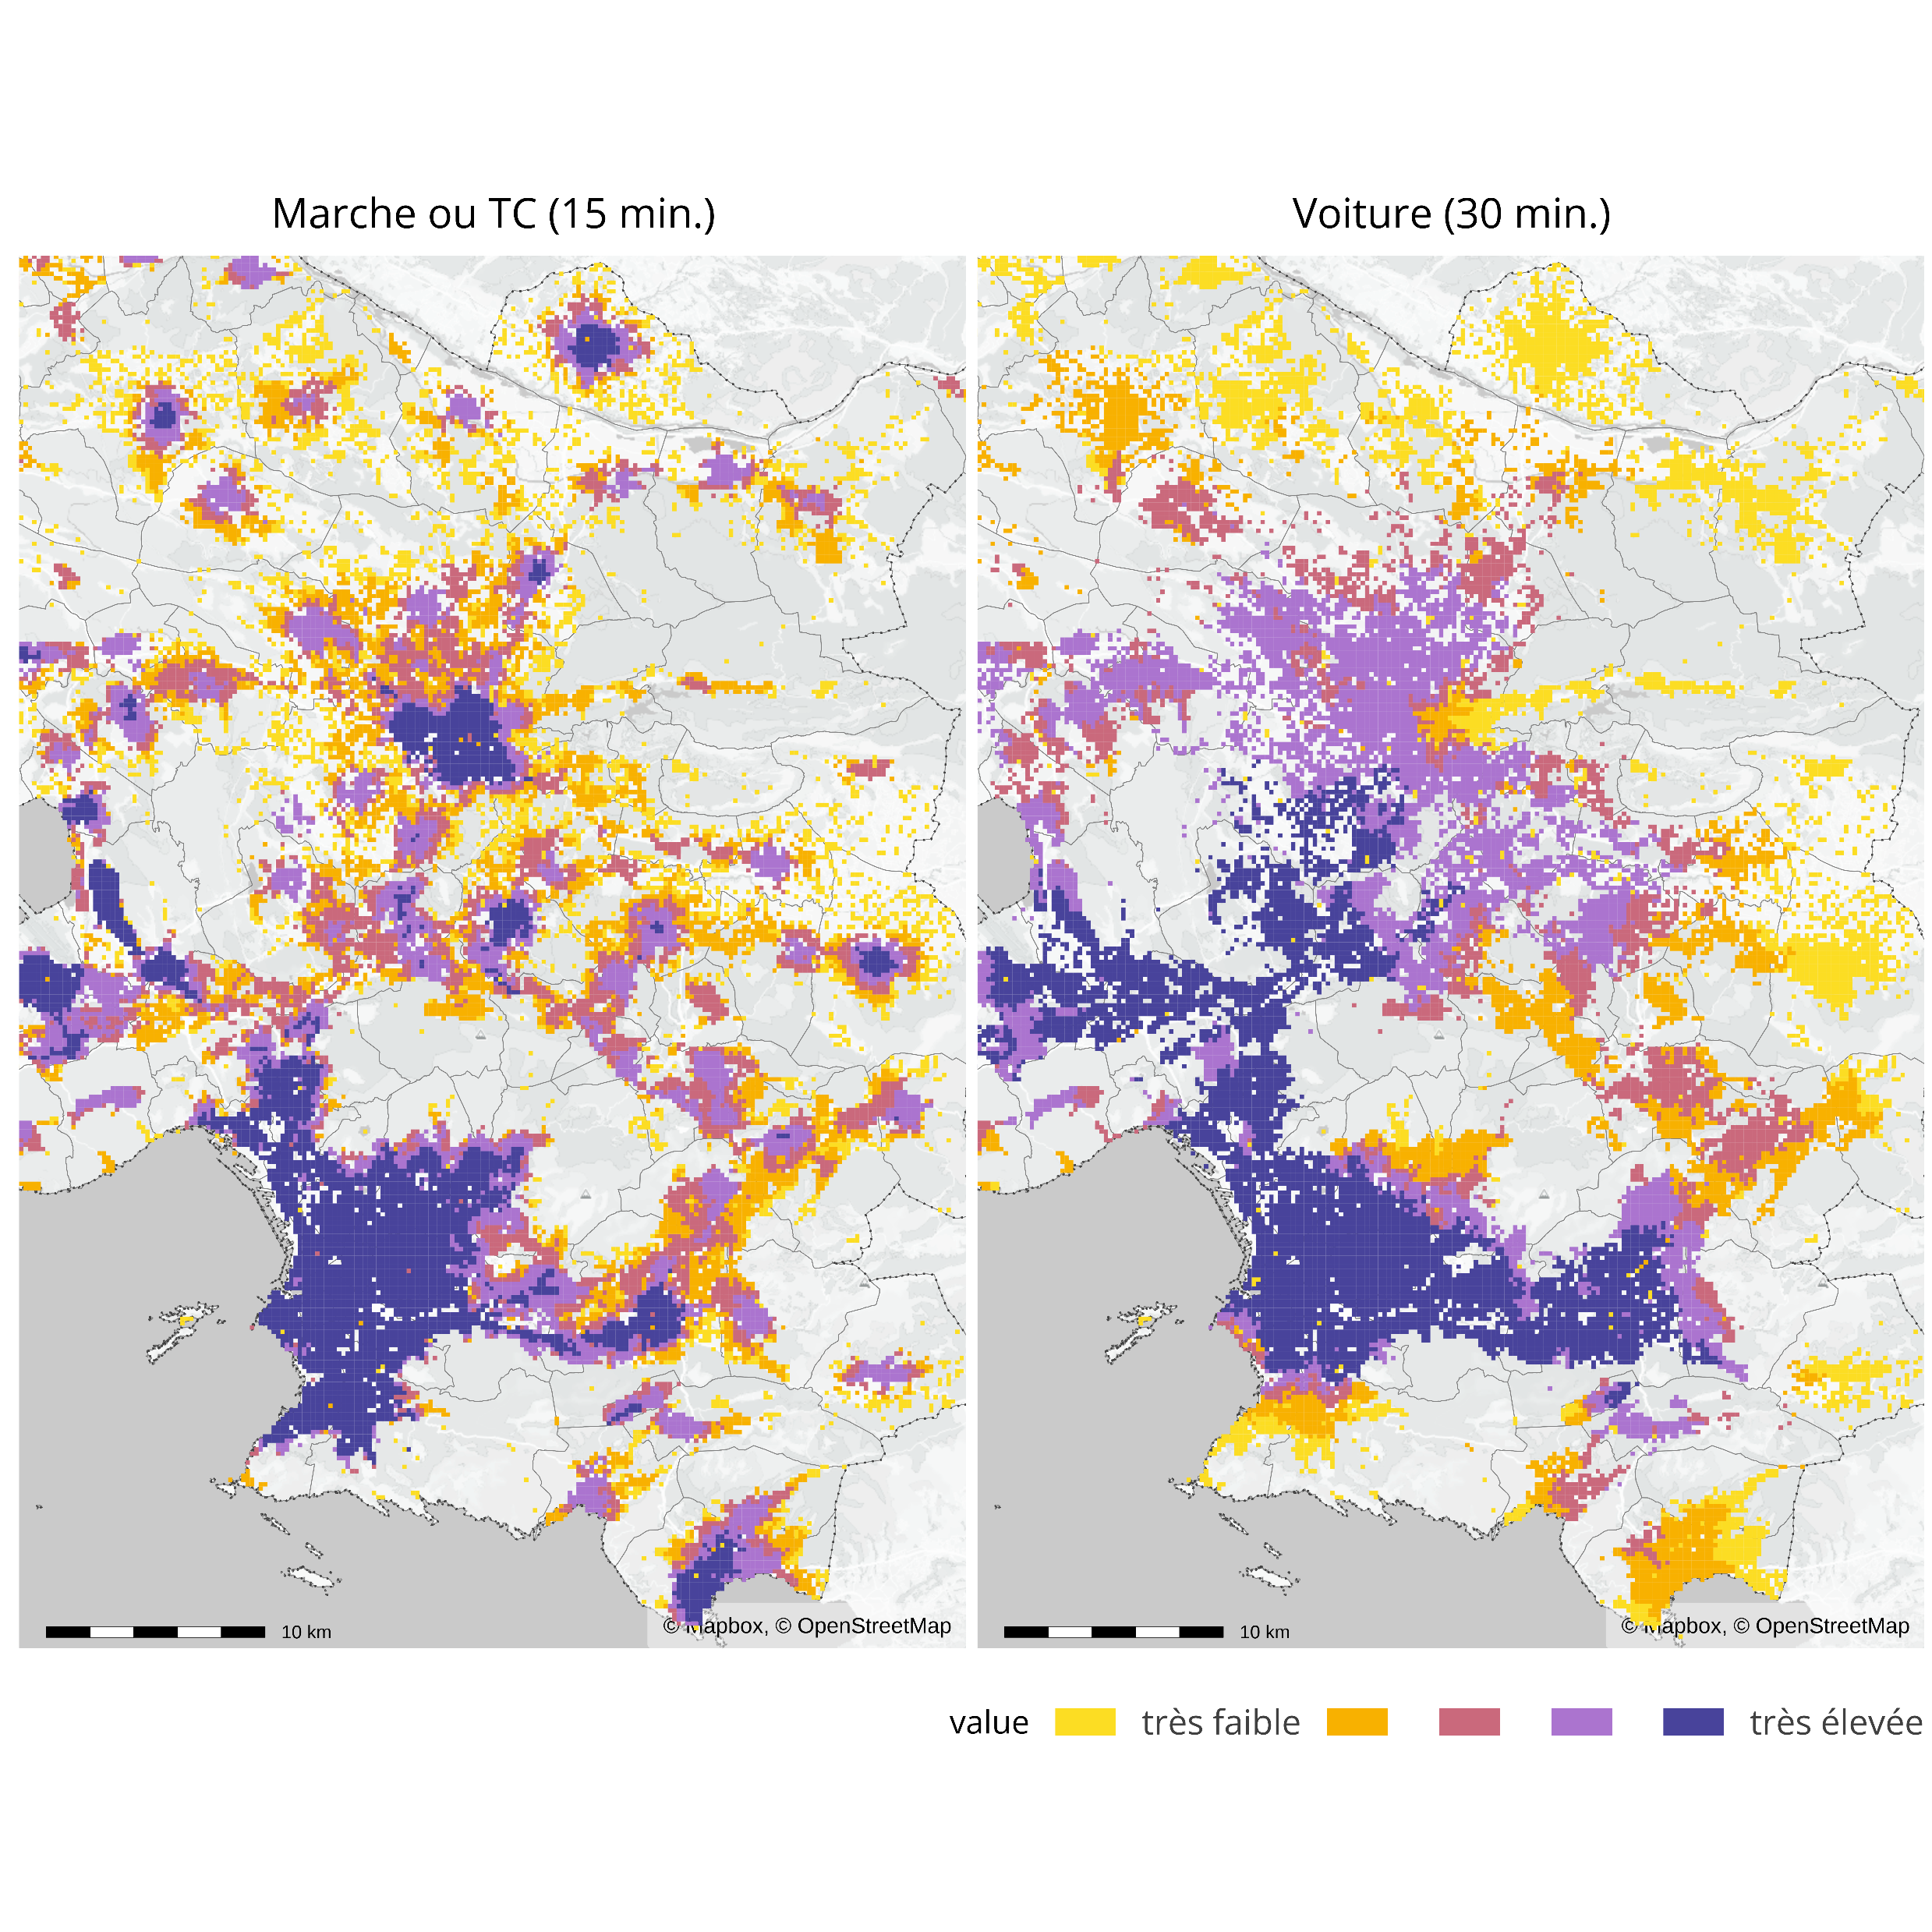 Marche ou TC (15 min.)
Voiture (30 min.)
10 km
© Mapbox, © OpenStreetMap
10 km
© Mapbox, © OpenStreetMap
value très faible très élevée